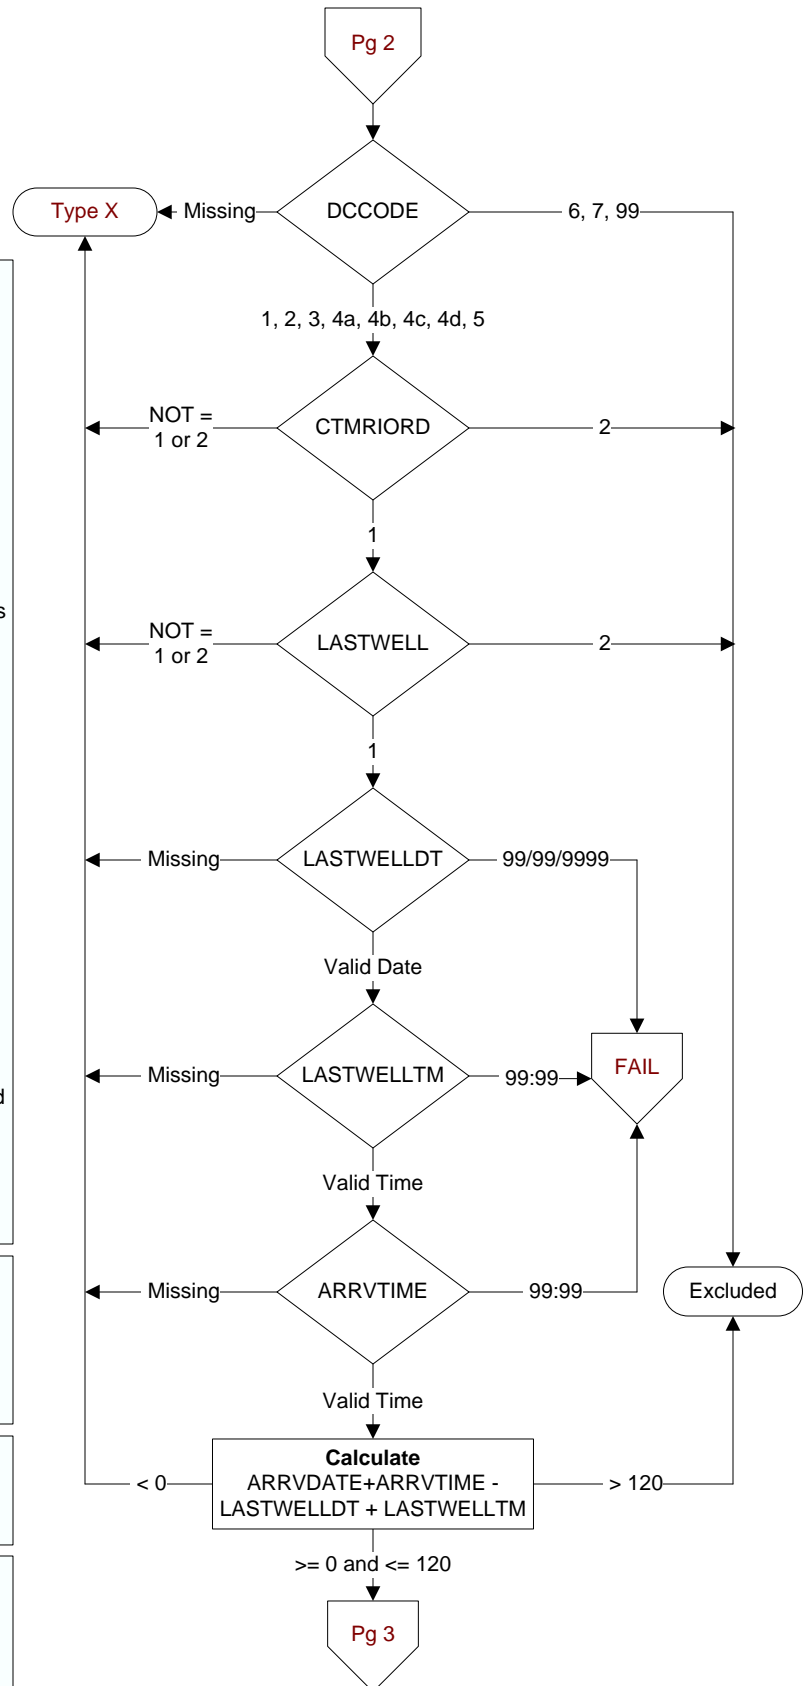 Pg 2
DCCODE
Type X
Missing
6, 7, 99
1, 2, 3, 4a, 4b, 4c, 4d, 5
NOT =
1 or 2
CTMRIORD
2
1
s
NOT =
1 or 2
LASTWELL
2
1
Missing
LASTWELLDT
99/99/9999
Valid Date
Missing
LASTWELLTM
99:99
FAIL
d
Valid Time
Missing
ARRVTIME
99:99
Excluded
Valid Time
Calculate
ARRVDATE+ARRVTIME -
LASTWELLDT + LASTWELLTM
< 0
> 120
>= 0 and <= 120
Pg 3